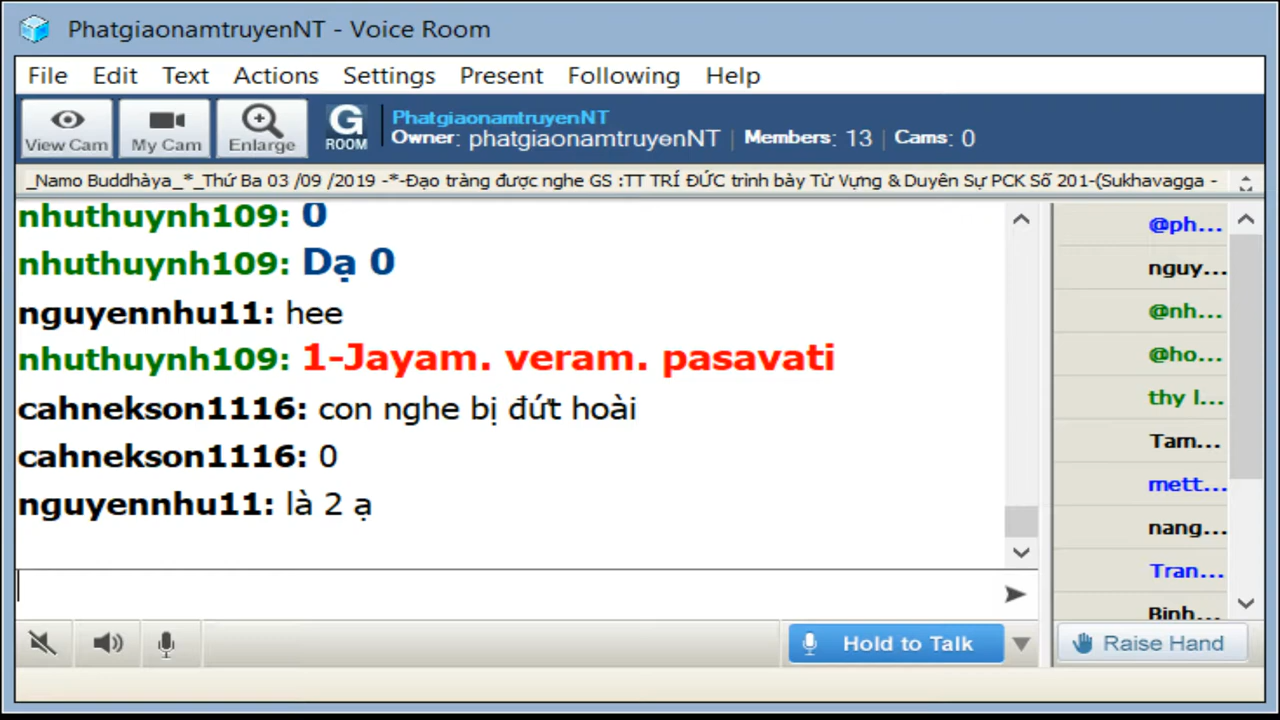 PhatgiaonamtruyenNT - Voice Room
File Edit Text Actions Settings Present Following Help
View Cam My Cam Enlarge G ROOM
PhatgiaonamtruyenNT
Owner: phatgiaonamtruyenNT | Members: 13 | Cams: 0
_Namo Buddhàya_*_Thứ Ba 03 /09 /2019 -*-Đạo tràng được nghe GS :TT TRÍ ĐỨC trình bày Từ Vựng & Duyên Sự PCK Số 201-(Sukhavagga -
nhuthuynh109: 0
nhuthuynh109: Dạ 0
nguyennhu11: hee
nhuthuynh109: 1-Jayam. veram. pasavati
cahnekson1116: con nghe bị đứt hoài
cahnekson1116: 0
nguyennhu11: là 2 ạ
@ph...
nguy...
@nh...
@ho...
thy l...
Tam...
mett...
nang...
Tran...
Binh...
Hold to Talk
Raise Hand